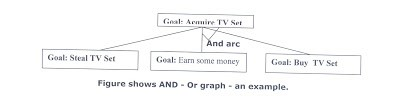 Goal: Acquire TV Set
And arc
Goal: Steal TV Set
Goal: Earn some money
Goal: Buy TV Set
Figure shows AND - Or graph - an example.